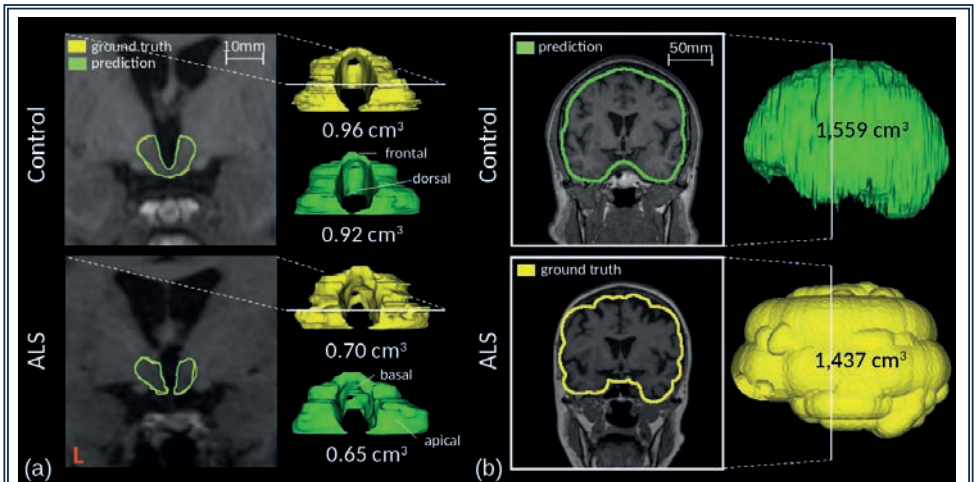 ground truth
prediction
10mm
Control
0.96 cm³
frontal
dorsal
0.92 cm³
ALS
0.70 cm³
basal
apical
0.65 cm³
L
(a)
prediction
50mm
Control
1,559 cm³
ground truth
ALS
1,437 cm³
(b)